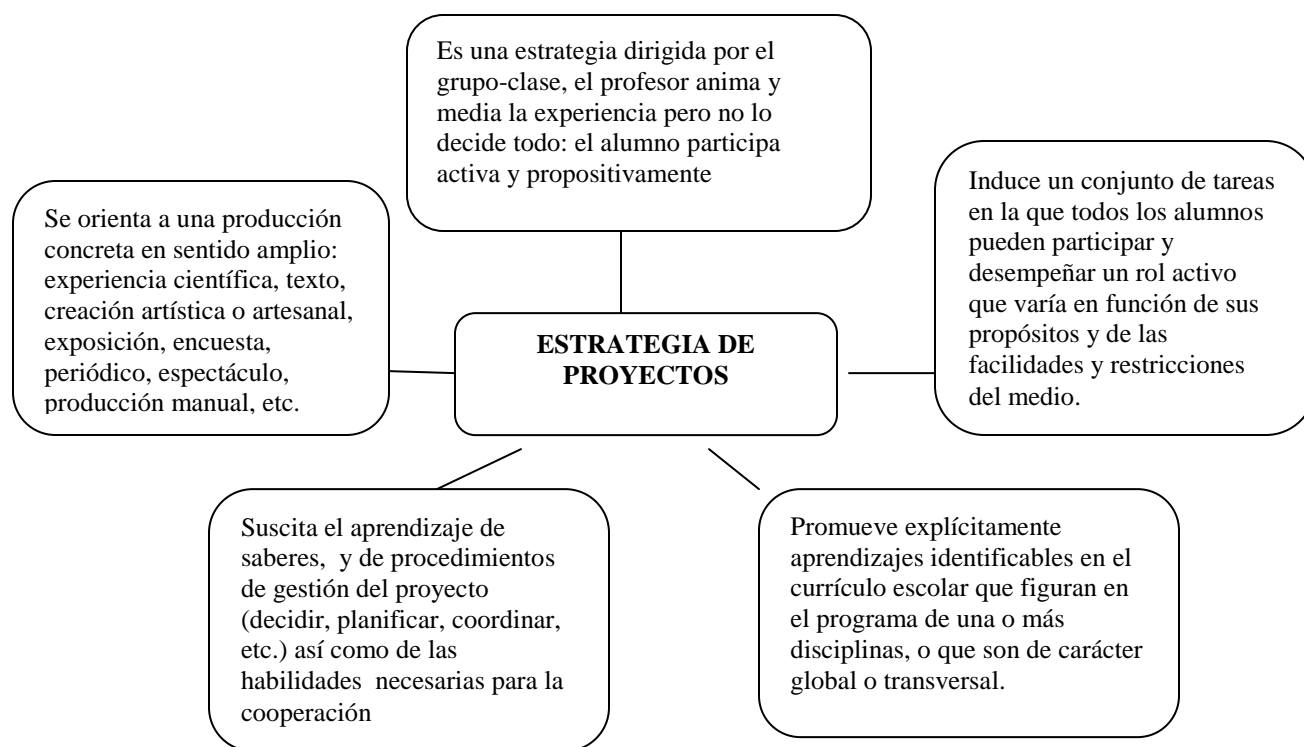 Es una estrategia dirigida por el
grupo-clase, el profesor anima y
media la experiencia pero no lo
decide todo: el alumno participa
activa y propositivamente
Se orienta a una producción
concreta en sentido amplio:
experiencia científica, texto,
creación artística o artesanal,
exposición, encuesta,
periódico, espectáculo,
producción manual, etc.
ESTRATEGIA DE
PROYECTOS
Induce un conjunto de tareas
en la que todos los alumnos
pueden participar y
desempeñar un rol activo
que varía en función de sus
propósitos y de las
facilidades y restricciones
del medio.
Suscita el aprendizaje de
saberes,  y de procedimientos
de gestión del proyecto
(decidir, planificar, coordinar,
etc.) así como de las
habilidades  necesarias para la
cooperación
Promueve explícitamente
aprendizajes identificables en el
currículo escolar que figuran en
el programa de una o más
disciplinas, o que son de carácter
global o transversal.